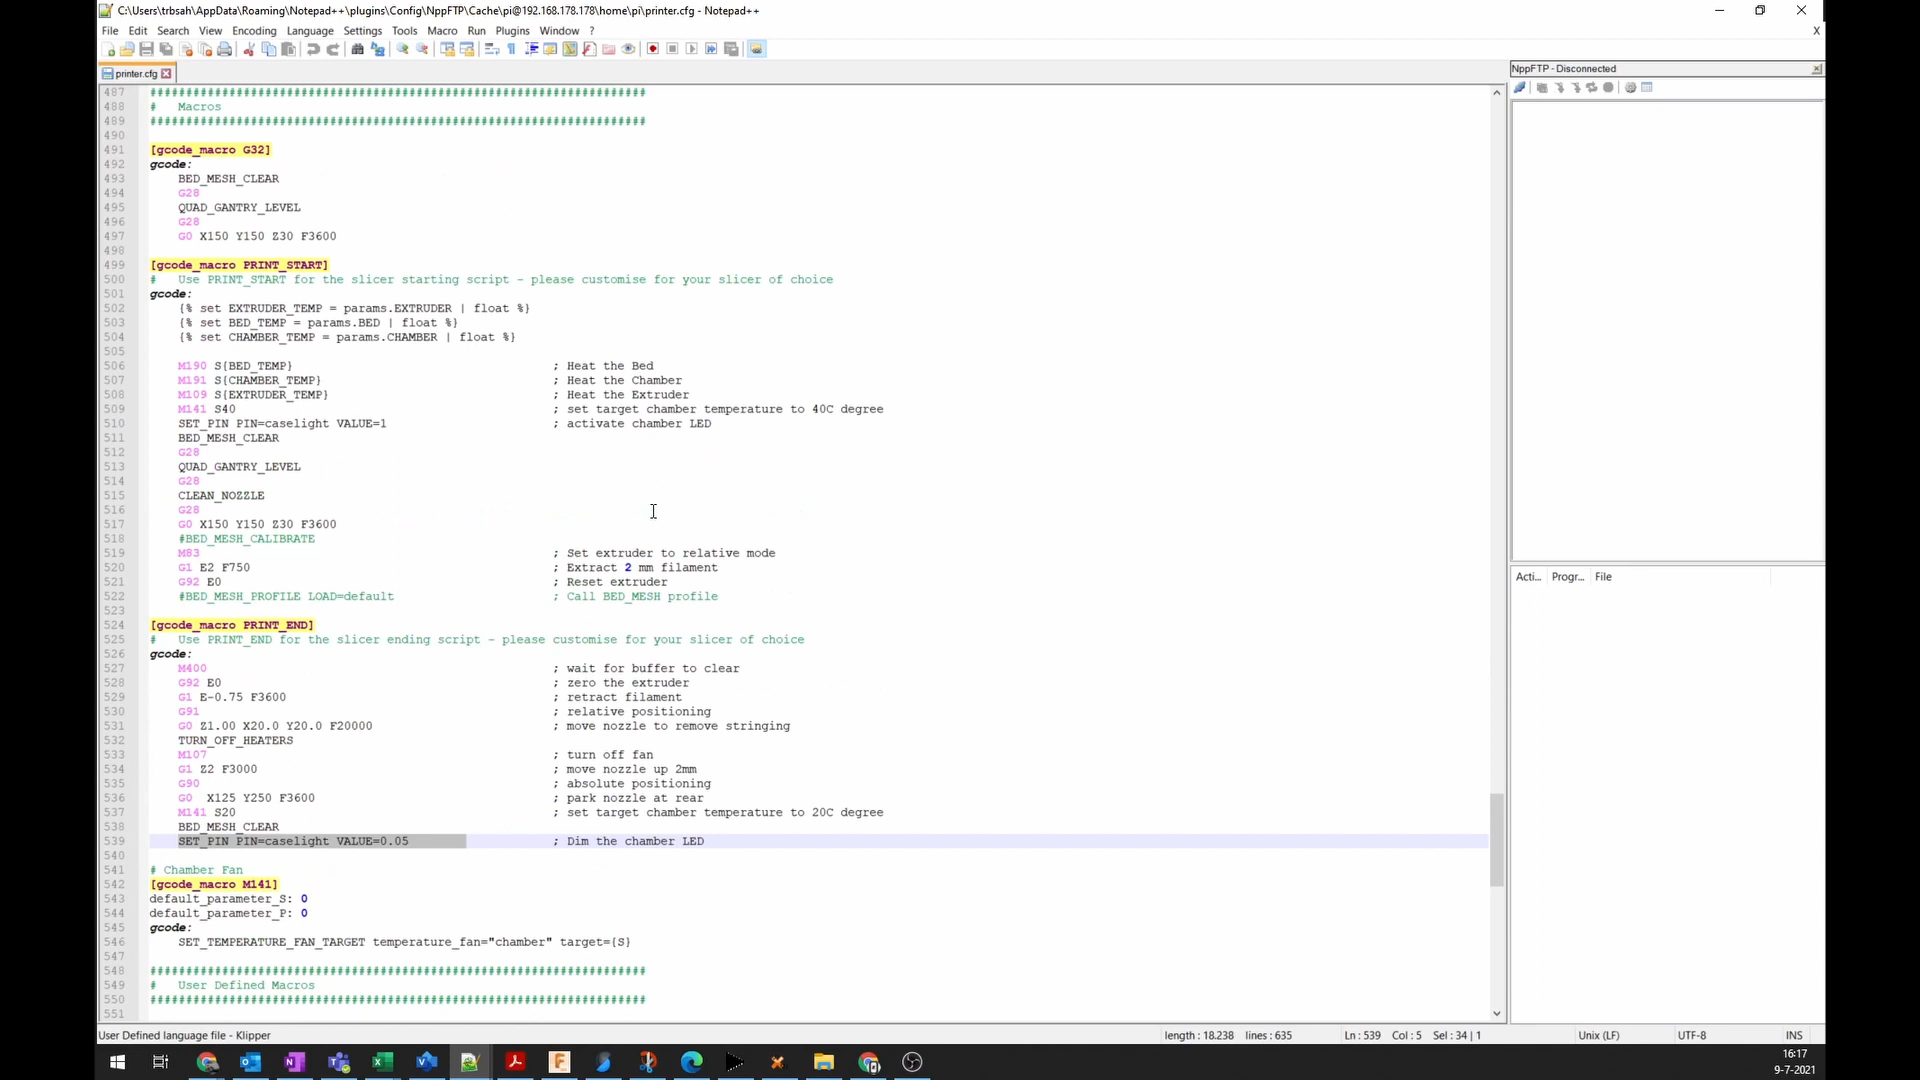 C:\Users\trbsah\AppData\Roaming\Notepad++\plugins\Config\NppFTP\Cache\pi@192.168.178.178\home\pi\printer.cfg - Notepad++
File Edit Search View Encoding Language Settings Tools Macro Run Plugins Window ? X
printer.cfg
NppFTP - Disconnected
487 #####################################################################
488 #   Macros
489 #####################################################################
490
491 [gcode_macro G32]
492 gcode:
493     BED_MESH_CLEAR
494     G28
495     QUAD_GANTRY_LEVEL
496     G28
497     G0 X150 Y150 Z30 F3600
498
499 [gcode_macro PRINT_START]
500 #   Use PRINT_START for the slicer starting script - please customise for your slicer of choice
501 gcode:
502     {% set EXTRUDER_TEMP = params.EXTRUDER | float %}
503     {% set BED_TEMP = params.BED | float %}
504     {% set CHAMBER_TEMP = params.CHAMBER | float %}
505
506     M190 S{BED_TEMP} ; Heat the Bed
507     M191 S{CHAMBER_TEMP} ; Heat the Chamber
508     M109 S{EXTRUDER_TEMP} ; Heat the Extruder
509     M141 S40 ; set target chamber temperature to 40C degree
510     SET_PIN PIN=caselight VALUE=1 ; activate chamber LED
511     BED_MESH_CLEAR
512     G28
513     QUAD_GANTRY_LEVEL
514     G28
515     CLEAN_NOZZLE
516     G28
517     G0 X150 Y150 Z30 F3600
518     #BED_MESH_CALIBRATE
519     M83 ; Set extruder to relative mode
520     G1 E2 F750 ; Extract 2 mm filament
521     G92 E0 ; Reset extruder
522     #BED_MESH_PROFILE LOAD=default ; Call BED_MESH profile
523
524 [gcode_macro PRINT_END]
525 #   Use PRINT_END for the slicer ending script - please customise for your slicer of choice
526 gcode:
527     M400 ; wait for buffer to clear
528     G92 E0 ; zero the extruder
529     G1 E-0.75 F3600 ; retract filament
530     G91 ; relative positioning
531     G0 Z1.00 X20.0 Y20.0 F20000 ; move nozzle to remove stringing
532     TURN_OFF_HEATERS
533     M107 ; turn off fan
534     G1 Z2 F3000 ; move nozzle up 2mm
535     G90 ; absolute positioning
536     G0  X125 Y250 F3600 ; park nozzle at rear
537     M141 S20 ; set target chamber temperature to 20C degree
538     BED_MESH_CLEAR
539     SET_PIN PIN=caselight VALUE=0.05 ; Dim the chamber LED
540
541 # Chamber Fan
542 [gcode_macro M141]
543 default_parameter_S: 0
544 default_parameter_P: 0
545 gcode:
546     SET_TEMPERATURE_FAN_TARGET temperature_fan="chamber" target={S}
547
548 #####################################################################
549 #   User Defined Macros
550 #####################################################################
551
Acti... Progr... File
User Defined language file - Klipper length : 18.238 lines : 635 Ln : 539 Col : 5 Sel : 34 | 1 Unix (LF) UTF-8 INS
16:17
9-7-2021